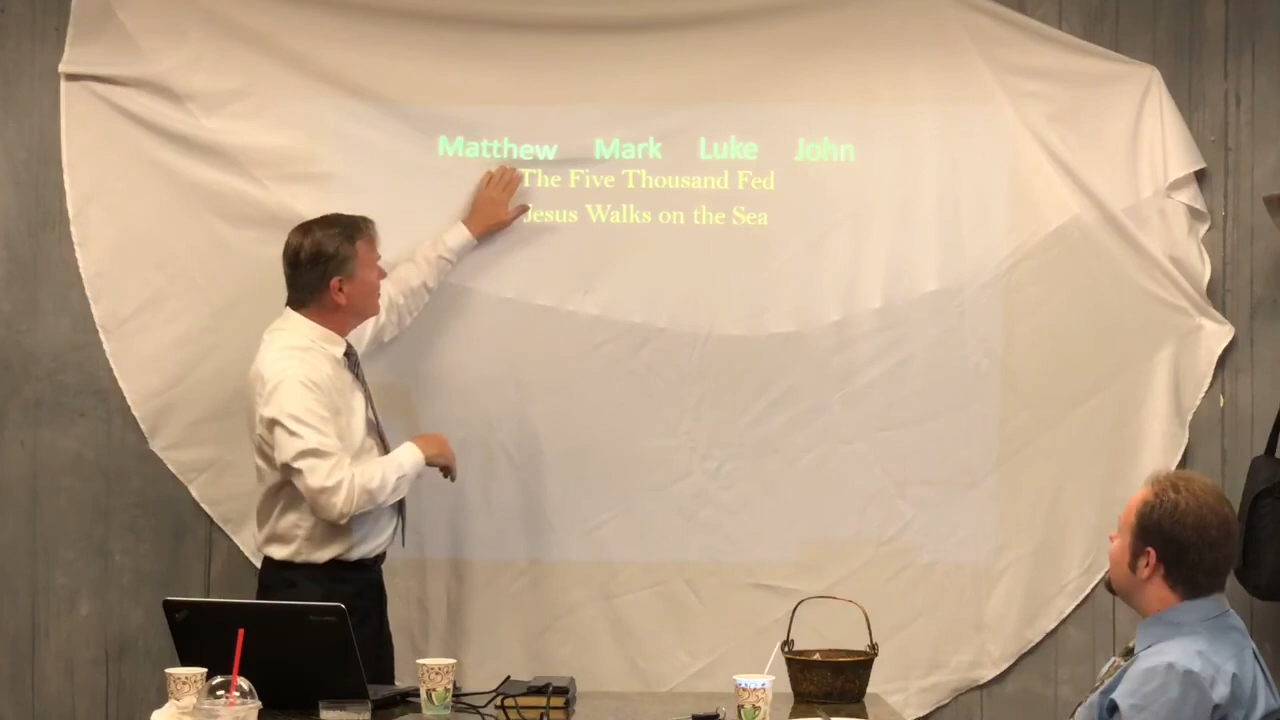 Matthew Mark Luke John
The Five Thousand Fed
Jesus Walks on the Sea